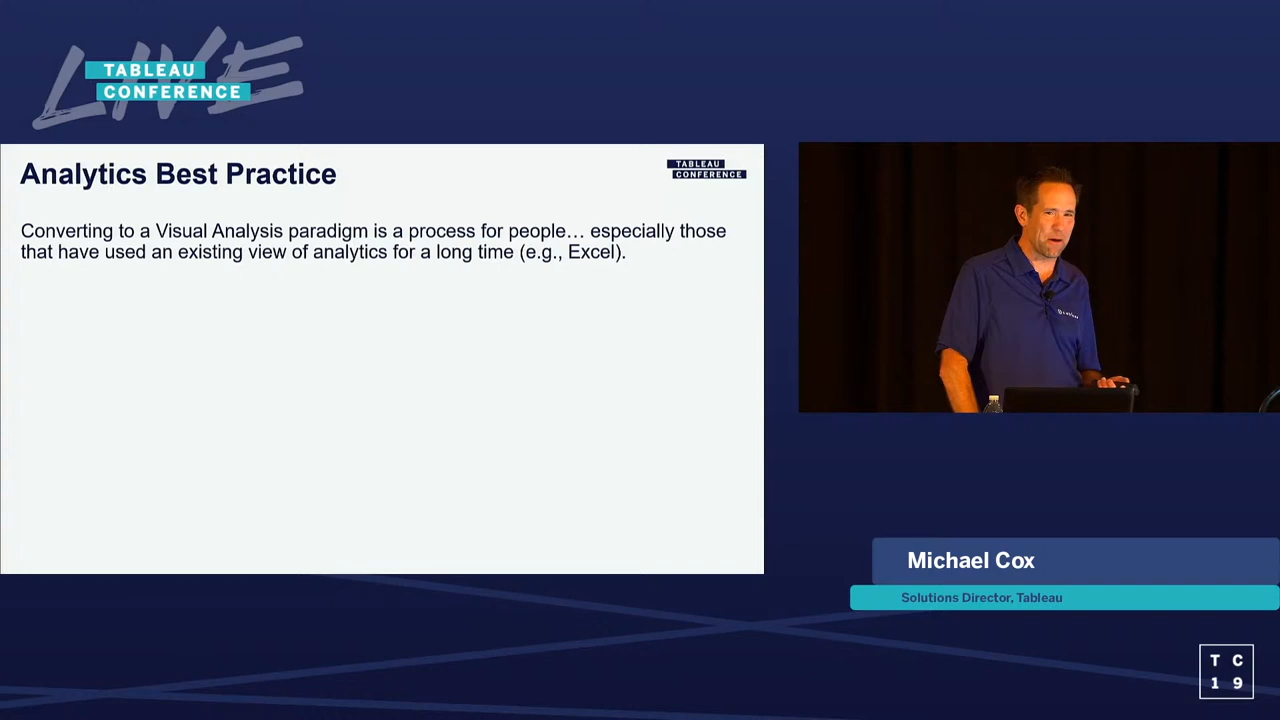 LIVE
TABLEAU
CONFERENCE
Analytics Best Practice
TABLEAU
CONFERENCE
Converting to a Visual Analysis paradigm is a process for people… especially those
that have used an existing view of analytics for a long time (e.g., Excel).
Michael Cox
Solutions Director, Tableau
T C
1 9